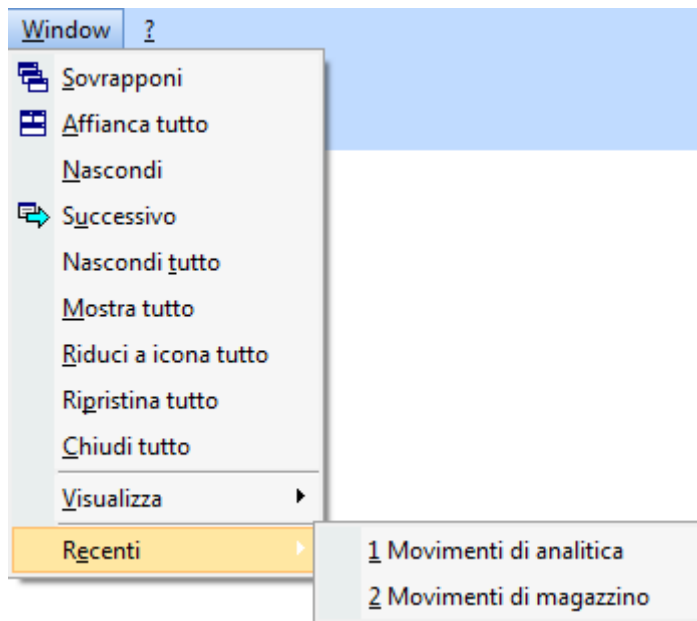 Window ?
Sovrapponi
Affianca tutto
Nascondi
Successivo
Nascondi tutto
Mostra tutto
Riduci a icona tutto
Ripristina tutto
Chiudi tutto
Visualizza
Recenti
1 Movimenti di analitica
2 Movimenti di magazzino